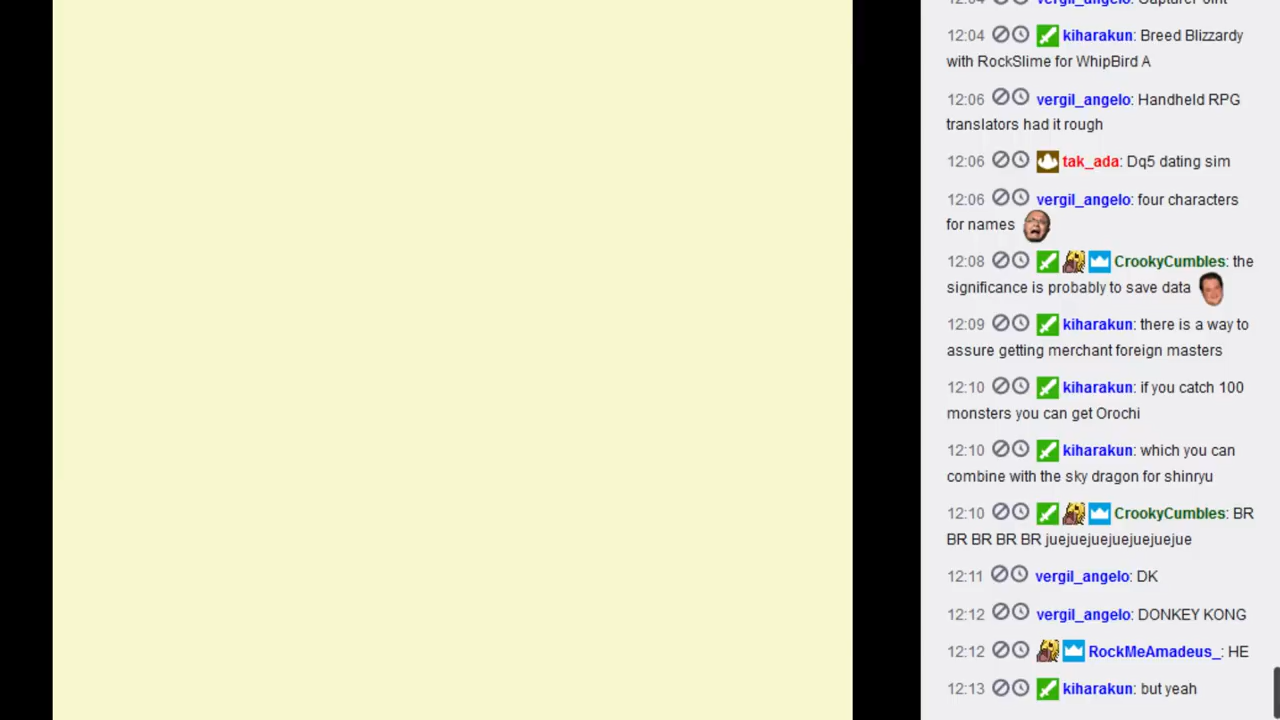 12:04 vergil_angelo: CapturePoint
12:04 kiharakun: Breed Blizzardy
with RockSlime for WhipBird A
12:06 vergil_angelo: Handheld RPG
translators had it rough
12:06 tak_ada: Dq5 dating sim
12:06 vergil_angelo: four characters
for names
12:08 CrookyCumbles: the
significance is probably to save data
12:09 kiharakun: there is a way to
assure getting merchant foreign masters
12:10 kiharakun: if you catch 100
monsters you can get Orochi
12:10 kiharakun: which you can
combine with the sky dragon for shinryu
12:10 CrookyCumbles: BR
BR BR BR BR juejuejuejuejuejuejue
12:11 vergil_angelo: DK
12:12 vergil_angelo: DONKEY KONG
12:12 RockMeAmadeus_: HE
12:13 kiharakun: but yeah